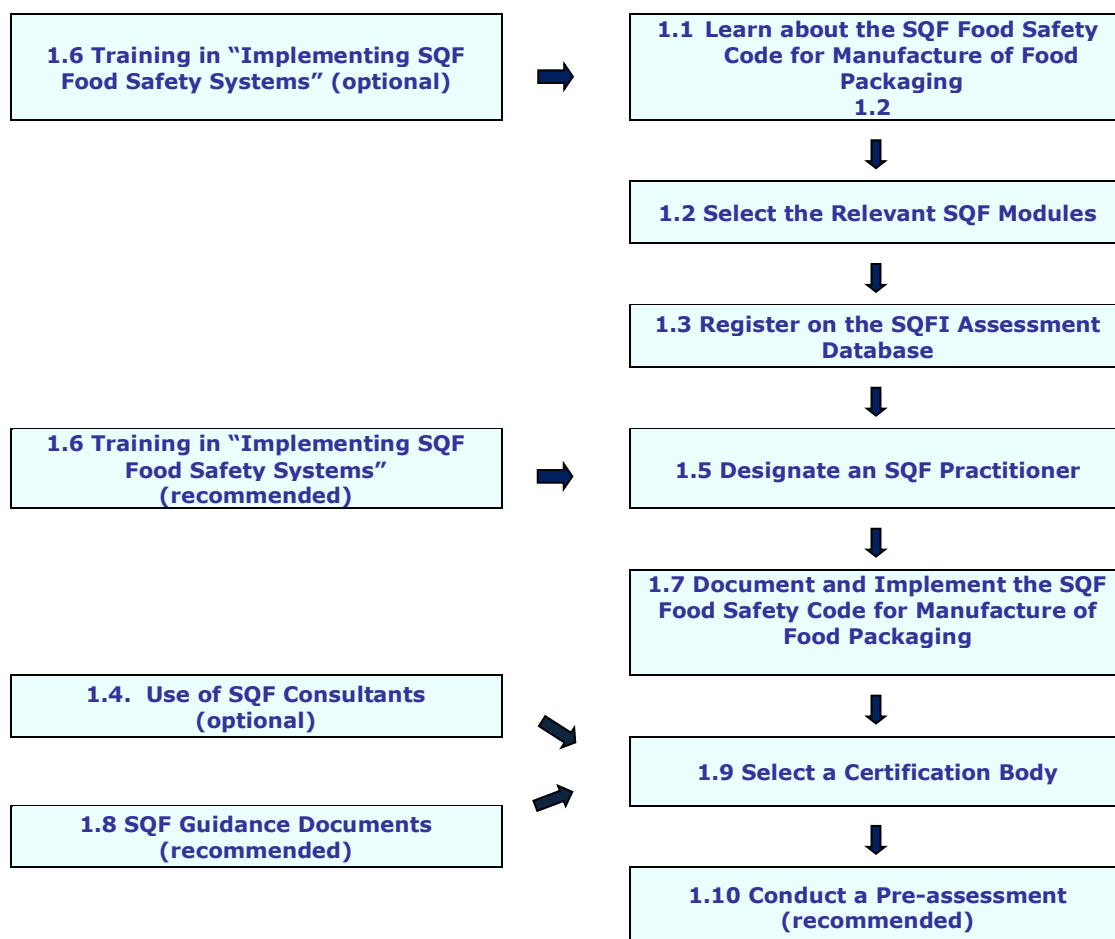 1.6 Training in “Implementing SQF
Food Safety Systems” (optional)
1.1 Learn about the SQF Food Safety
Code for Manufacture of Food
Packaging
1.2
1.2 Select the Relevant SQF Modules
1.3 Register on the SQFI Assessment
Database
1.6 Training in “Implementing SQF
Food Safety Systems”
(recommended)
1.5 Designate an SQF Practitioner
1.7 Document and Implement the SQF
Food Safety Code for Manufacture of
Food Packaging
1.4. Use of SQF Consultants
(optional)
1.9 Select a Certification Body
1.8 SQF Guidance Documents
(recommended)
1.10 Conduct a Pre-assessment
(recommended)